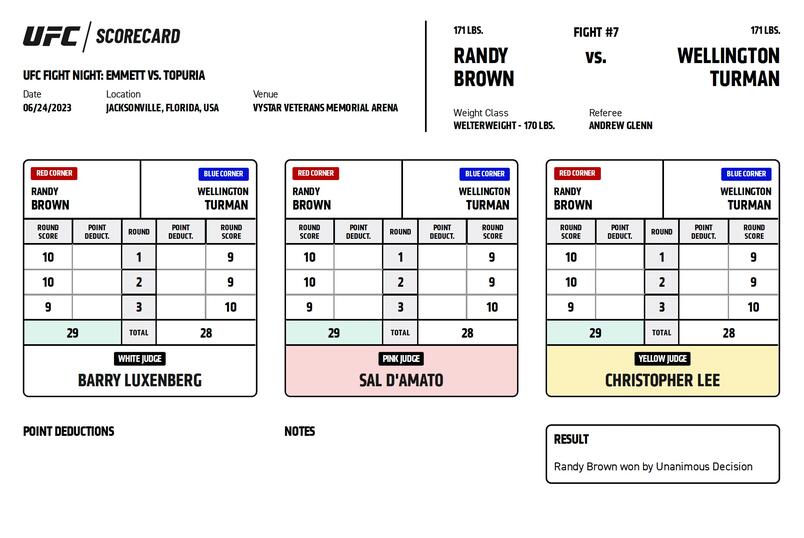 UFC / SCORECARD
UFC FIGHT NIGHT: EMMETT VS. TOPURIA
Date Location Venue
06/24/2023 JACKSONVILLE, FLORIDA, USA VYSTAR VETERANS MEMORIAL ARENA
171 LBS. FIGHT #7 171 LBS.
RANDY VS. WELLINGTON
BROWN TURMAN
Weight Class Referee
WELTERWEIGHT - 170 LBS. ANDREW GLENN
RED CORNER BLUE CORNER
RANDY WELLINGTON
BROWN TURMAN
ROUND POINT ROUND POINT ROUND
SCORE DEDUCT. DEDUCT. SCORE
10 1 9
10 2 9
9 3 10
29 TOTAL 28
WHITE JUDGE
BARRY LUXENBERG
RED CORNER BLUE CORNER
RANDY WELLINGTON
BROWN TURMAN
ROUND POINT ROUND POINT ROUND
SCORE DEDUCT. DEDUCT. SCORE
10 1 9
10 2 9
9 3 10
29 TOTAL 28
PINK JUDGE
SAL D'AMATO
RED CORNER BLUE CORNER
RANDY WELLINGTON
BROWN TURMAN
ROUND POINT ROUND POINT ROUND
SCORE DEDUCT. DEDUCT. SCORE
10 1 9
10 2 9
9 3 10
29 TOTAL 28
YELLOW JUDGE
CHRISTOPHER LEE
POINT DEDUCTIONS
NOTES
RESULT
Randy Brown won by Unanimous Decision